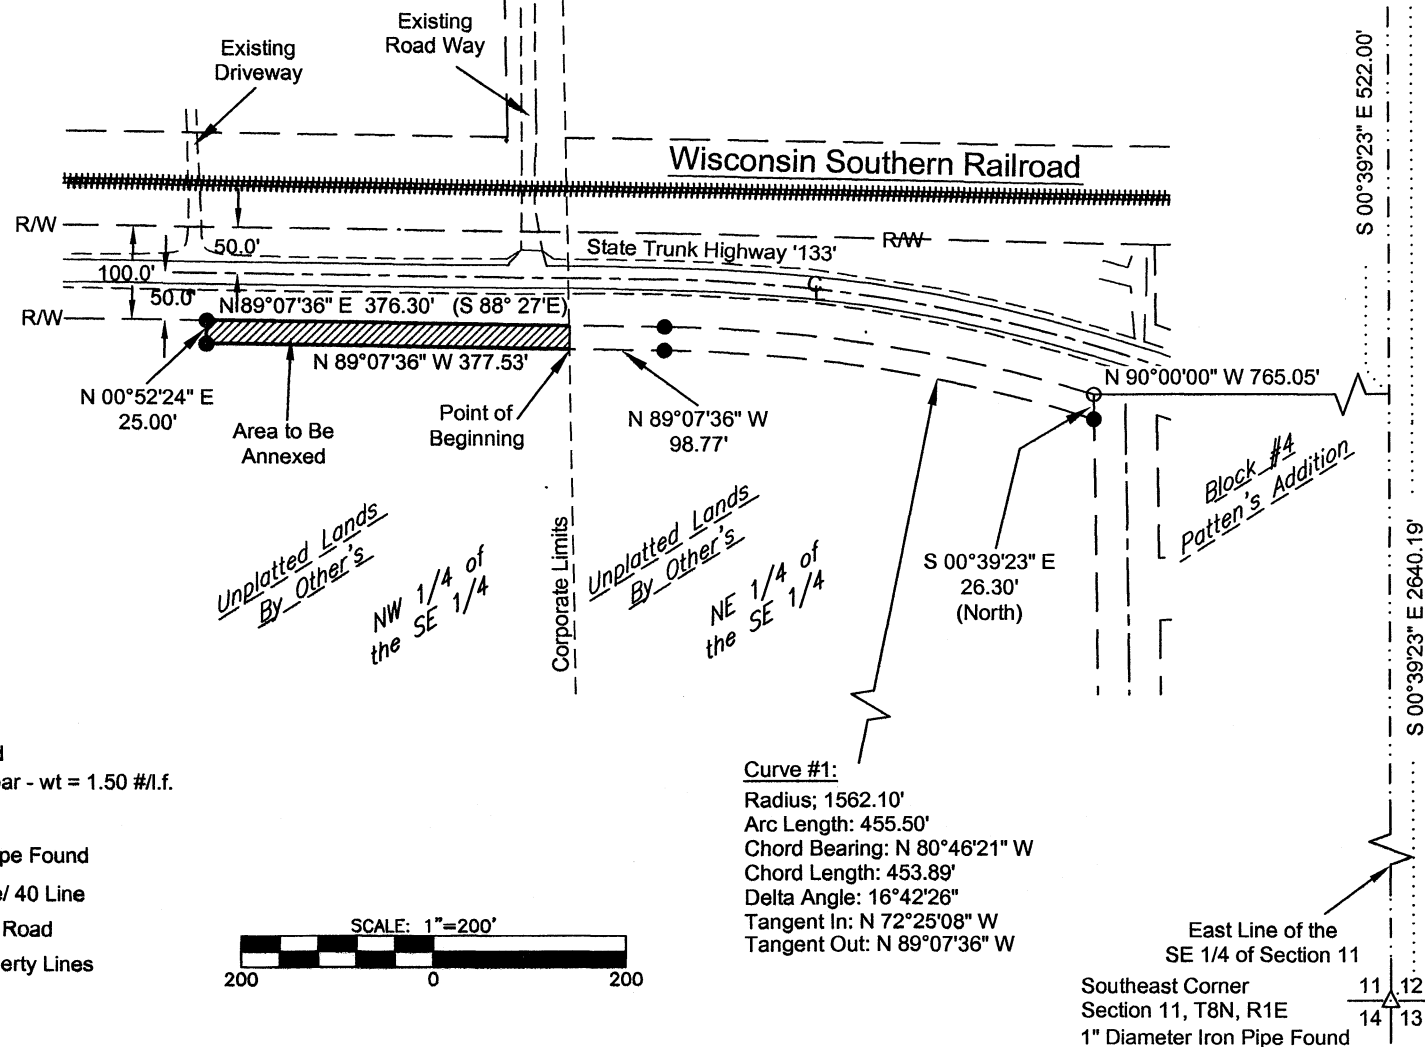 Existing
Driveway
Existing
Road Way
S 00°39'23" E 522.00'
Wisconsin Southern Railroad
R/W
50.0'
State Trunk Highway '133'
R/W
100.0'
50.0'
R/W
N 89°07'36" E 376.30' (S 88° 27'E)
N 89°07'36" W 377.53'
N 90°00'00" W 765.05'
N 00°52'24" E
25.00'
Area to Be
Annexed
Point of
Beginning
N 89°07'36" W
98.77'
Block #4
Patten's Addition
Unplatted Lands
By Other's
NW 1/4 of
the SE 1/4
Corporate Limits
Unplatted Lands
By Other's
NE 1/4 of
the SE 1/4
S 00°39'23" E
26.30'
(North)
S 00°39'23" E 2640.19'
ar - wt = 1.50 #/l.f.
pe Found
/ 40 Line
Road
erty Lines
SCALE: 1"=200'
200 0 200
Curve #1:
Radius; 1562.10'
Arc Length: 455.50'
Chord Bearing: N 80°46'21" W
Chord Length: 453.89'
Delta Angle: 16°42'26"
Tangent In: N 72°25'08" W
Tangent Out: N 89°07'36" W
East Line of the
SE 1/4 of Section 11
Southeast Corner
Section 11, T8N, R1E
1" Diameter Iron Pipe Found
11 12
14 13